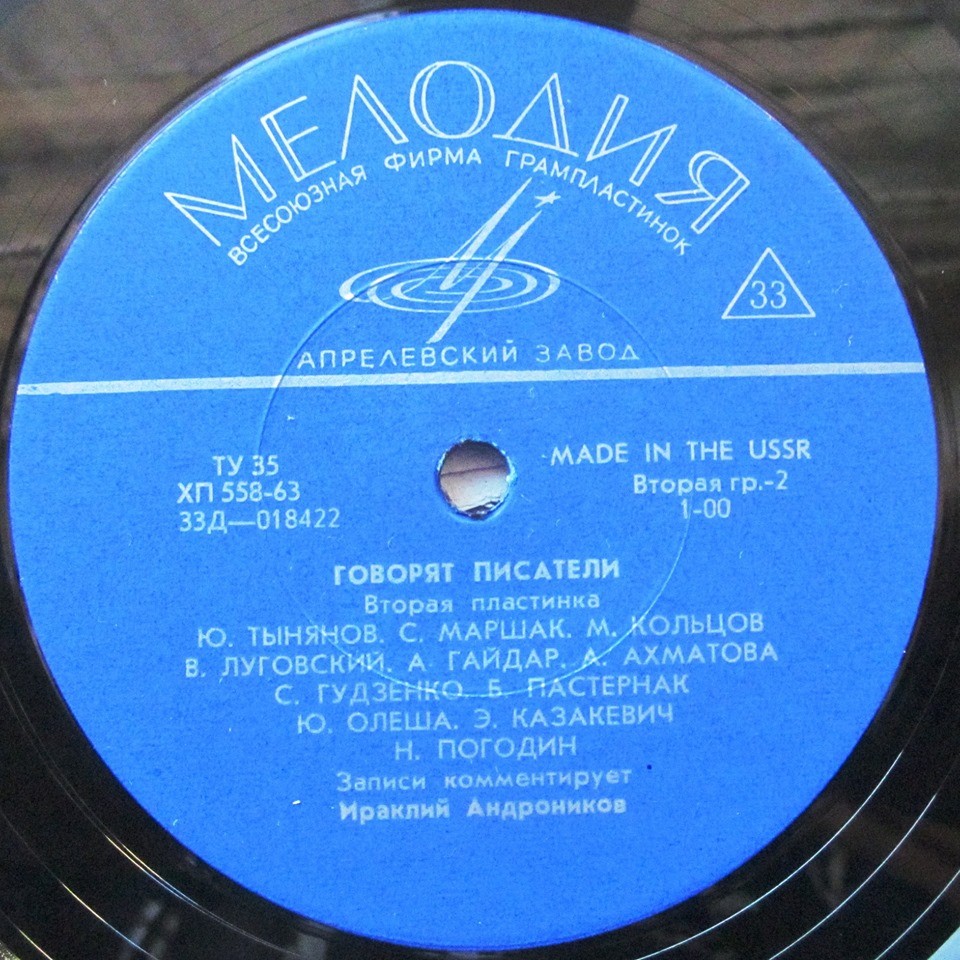 МЕЛОДИЯ
ВСЕСОЮЗНАЯ ФИРМА ГРАМПЛАСТИНОК
33
АПРЕЛЕВСКИЙ ЗАВОД
ТУ 35
ХП 558-63
33Д—018422
MADE IN THE USSR
Вторая гр.-2
1-00
ГОВОРЯТ ПИСАТЕЛИ
Вторая пластинка
Ю. ТЫНЯНОВ. С. МАРШАК. М. КОЛЬЦОВ
В. ЛУГОВСКИЙ. А. ГАЙДАР. А. АХМАТОВА
С. ГУДЗЕНКО. Б. ПАСТЕРНАК
Ю. ОЛЕША. Э. КАЗАКЕВИЧ
Н. ПОГОДИН
Записи комментирует
Ираклий Андроников